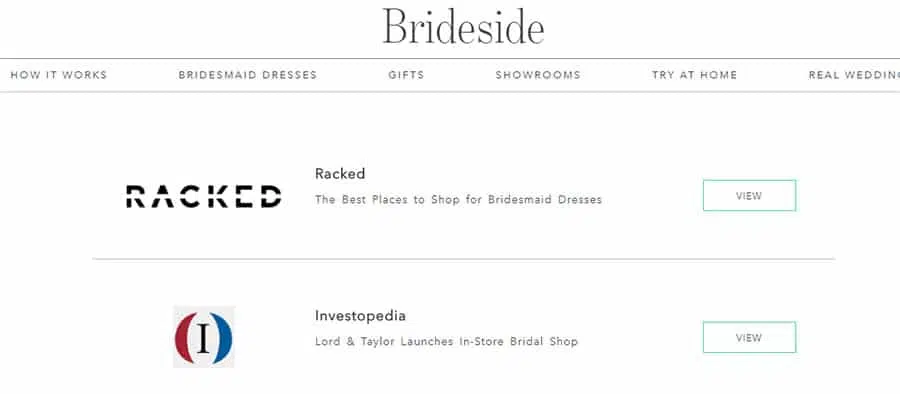 Brideside
HOW IT WORKS BRIDESMAID DRESSES GIFTS SHOWROOMS TRY AT HOME REAL WEDDING
RACKED
Racked
The Best Places to Shop for Bridesmaid Dresses
VIEW
I
Investopedia
Lord & Taylor Launches In-Store Bridal Shop
VIEW